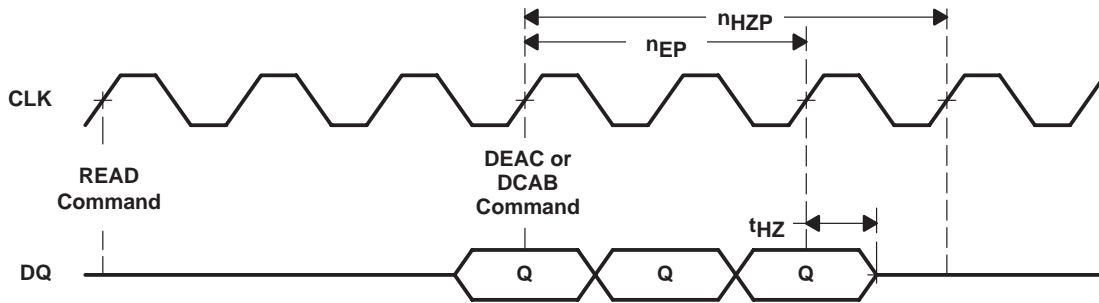 nHZP
nEP
CLK
READ
Command
DEAC or
DCAB
Command
tHZ
DQ
Q
Q
Q